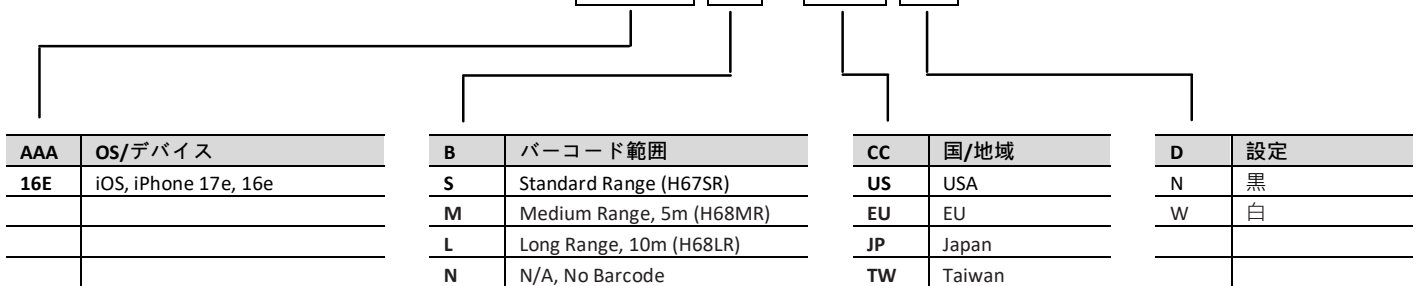 AAA OS/デバイス
16E iOS, iPhone 17e, 16e
B バーコード範囲
S Standard Range (H67SR)
M Medium Range, 5m (H68MR)
L Long Range, 10m (H68LR)
N N/A, No Barcode
CC 国/地域
US USA
EU EU
JP Japan
TW Taiwan
D 設定
N 黒
W 白